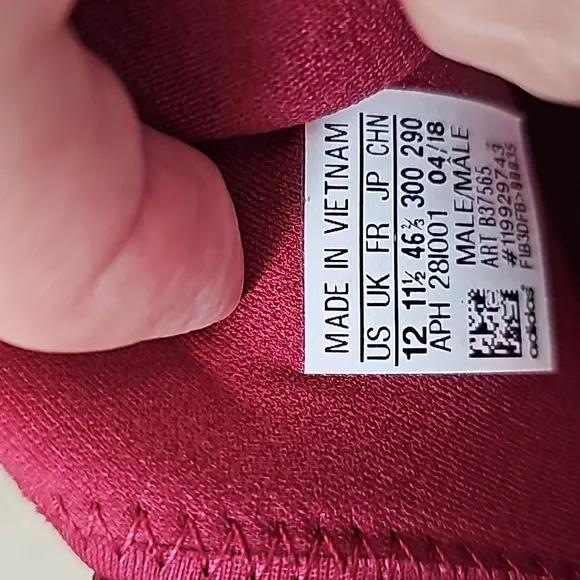 MADE IN VIETNAM
US UK FR JP CHN
12 11½ 46⅔ 300 290
APH 28I001 04/18
MALE/MÂLE
ART B37565
#119929743
adidas